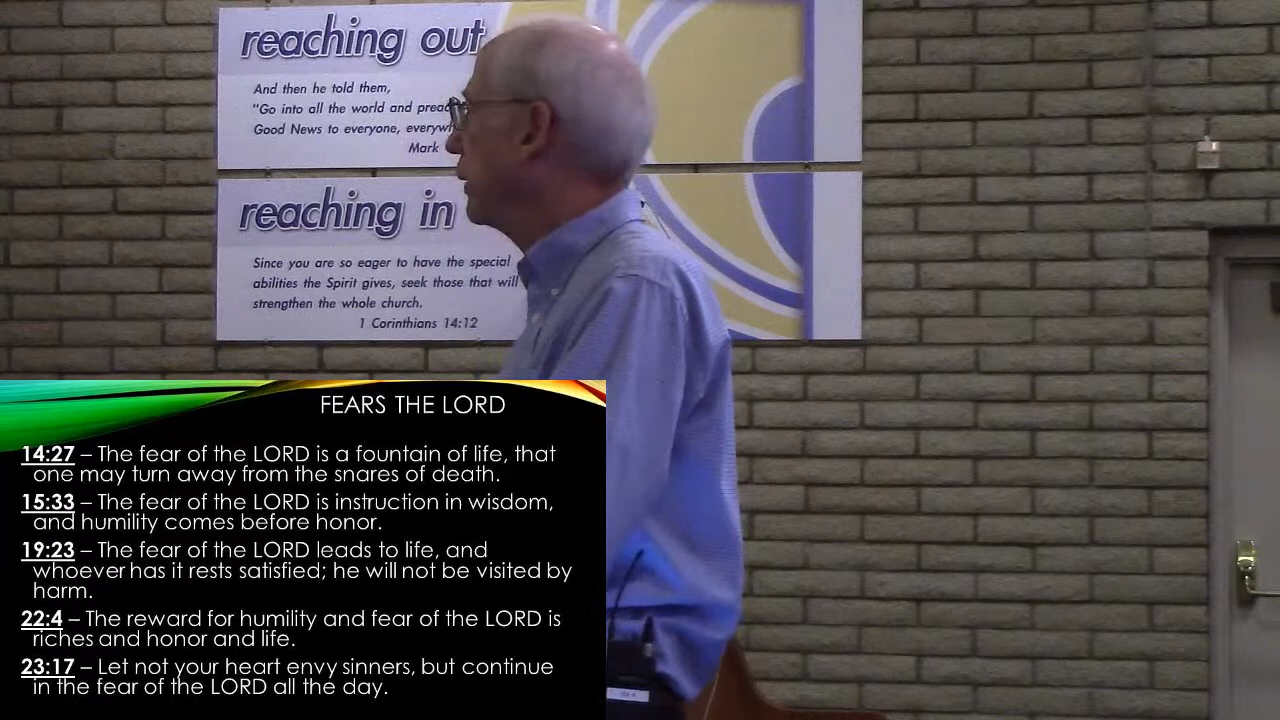 reaching out
And then he told them,
"Go into all the world and
Good News to everyone,
Mark
reaching in
Since you are so eager to have the special
abilities the Spirit gives, seek those that will
strengthen the whole church.
1 Corinthians 14:12
FEARS THE LORD
14:27 – The fear of the LORD is a fountain of life, that
one may turn away from the snares of death.
15:33 – The fear of the LORD is instruction in wisdom,
and humility comes before honor.
19:23 – The fear of the LORD leads to life, and
whoever has it rests satisfied; he will not be visited by
harm.
22:4 – The reward for humility and fear of the LORD is
riches and honor and life.
23:17 – Let not your heart envy sinners, but continue
in the fear of the LORD all the day.